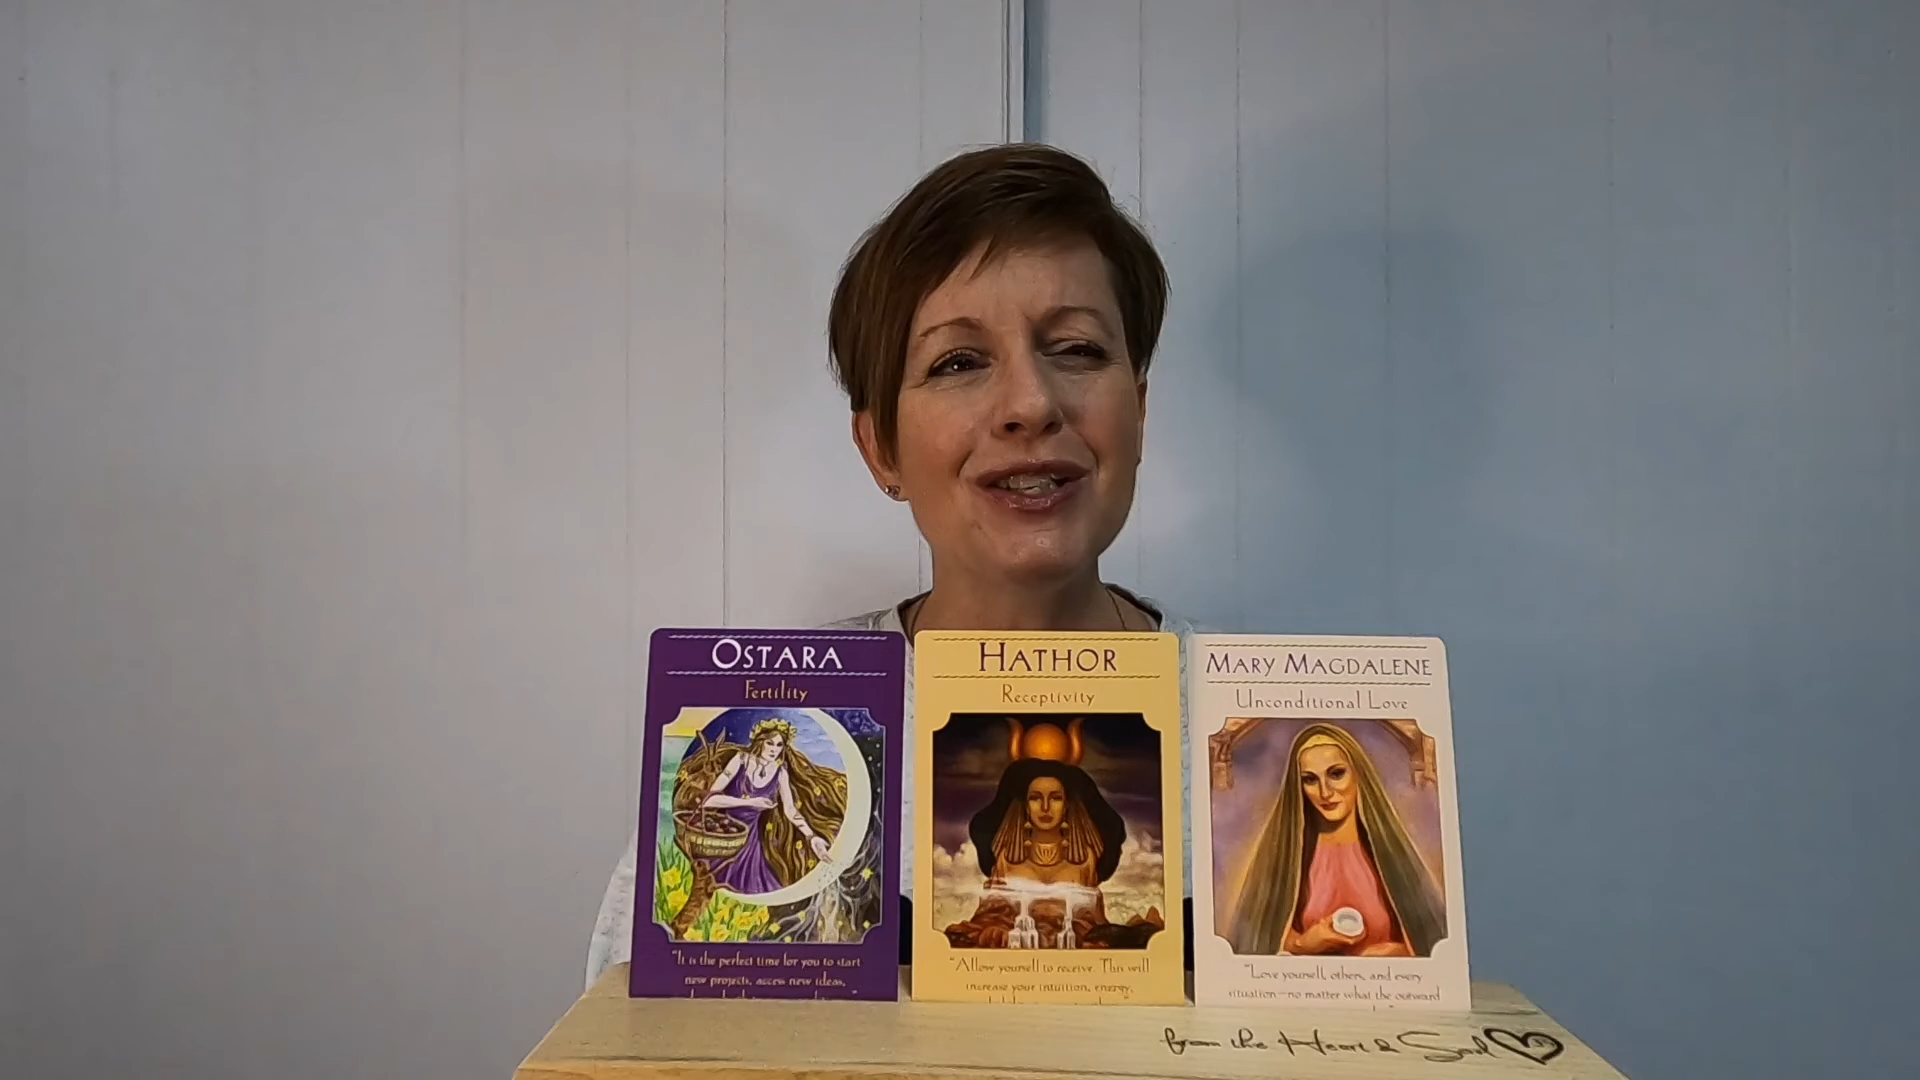 OSTARA
Fertility
"It is the perfect time for you to start
new projects, access new ideas,
HATHOR
Receptivity
"Allow yourself to receive. This will
increase your intuition, energy,
MARY MAGDALENE
Unconditional Love
"Love yourself, others, and every
situation—no matter what the outward
from the Heart & Soul